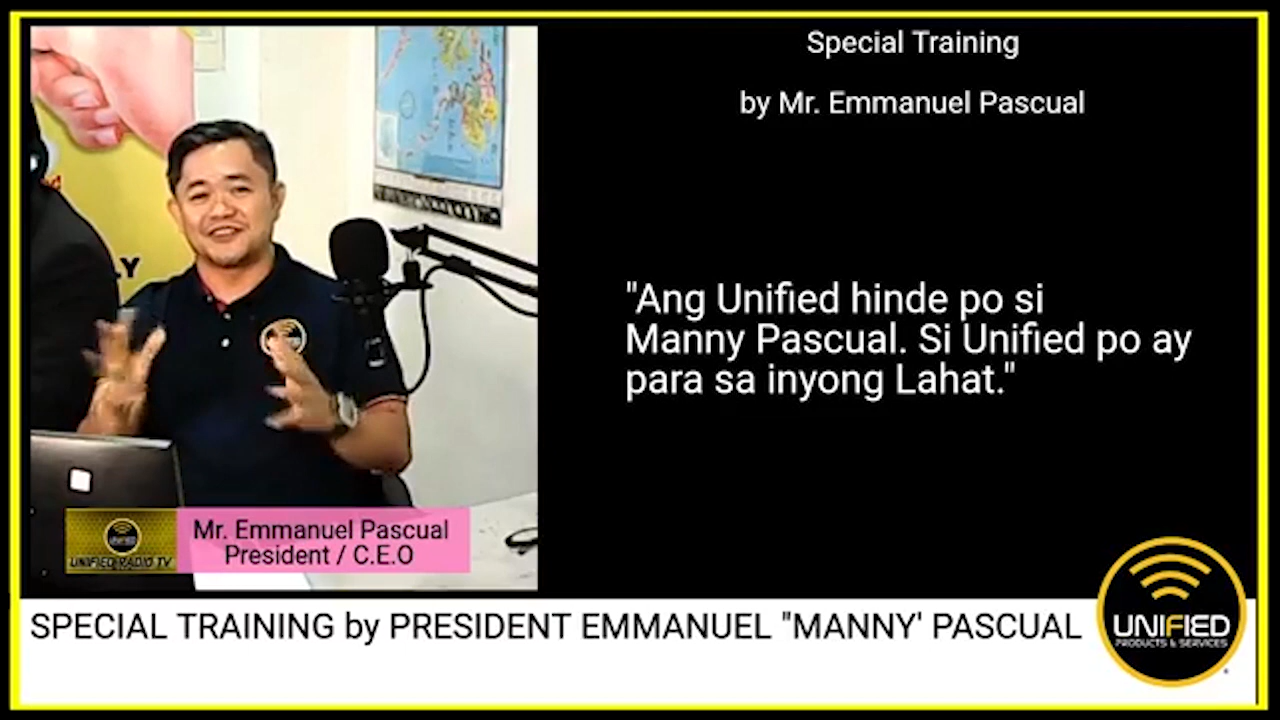 Special Training
by Mr. Emmanuel Pascual
"Ang Unified hinde po si
Manny Pascual. Si Unified po ay
para sa inyong Lahat."
Mr. Emmanuel Pascual
President / C.E.O
UNIFIED RADIO TV
SPECIAL TRAINING by PRESIDENT EMMANUEL "MANNY' PASCUAL
UNIFIED
PRODUCTS & SERVICES